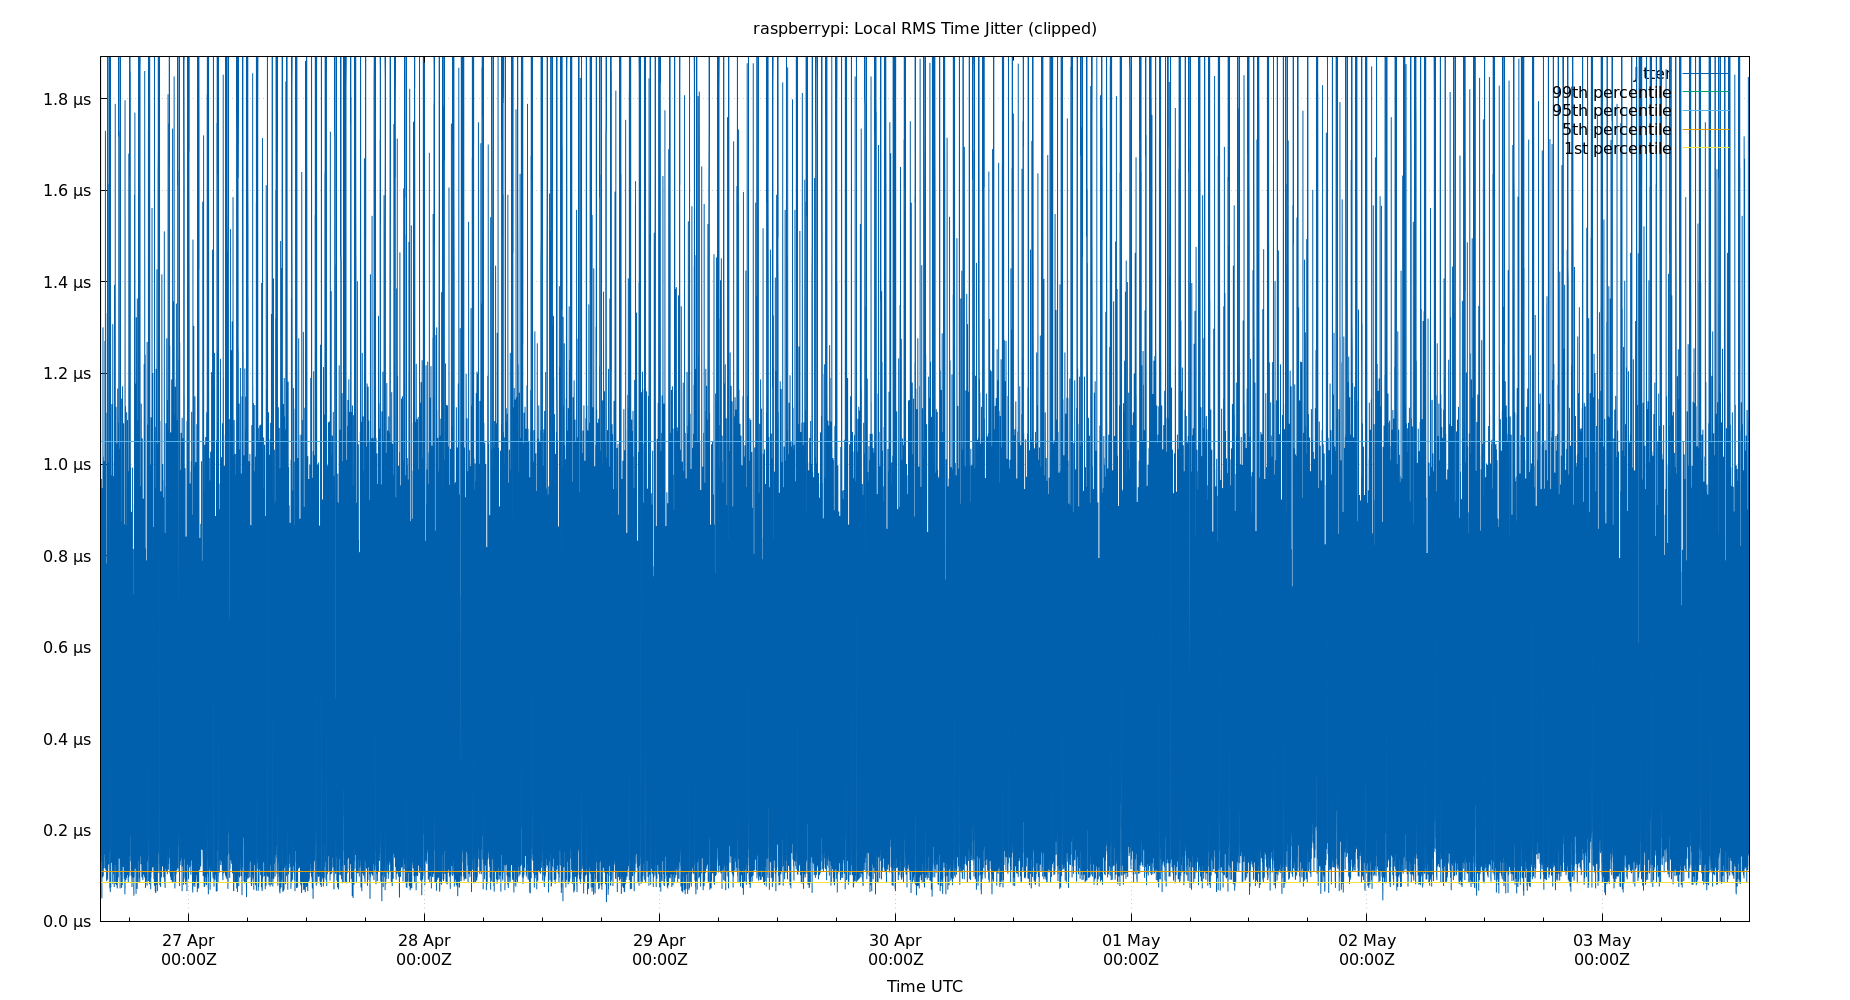 raspberrypi: Local RMS Time Jitter (clipped)
jitter
99th percentile
95th percentile
5th percentile
1st percentile
1.8 µs
1.6 µs
1.4 µs
1.2 µs
1.0 µs
0.8 µs
0.6 µs
0.4 µs
0.2 µs
0.0 µs
27 Apr 28 Apr 29 Apr 30 Apr 01 May 02 May 03 May
00:00Z 00:00Z 00:00Z 00:00Z 00:00Z 00:00Z 00:00Z
Time UTC